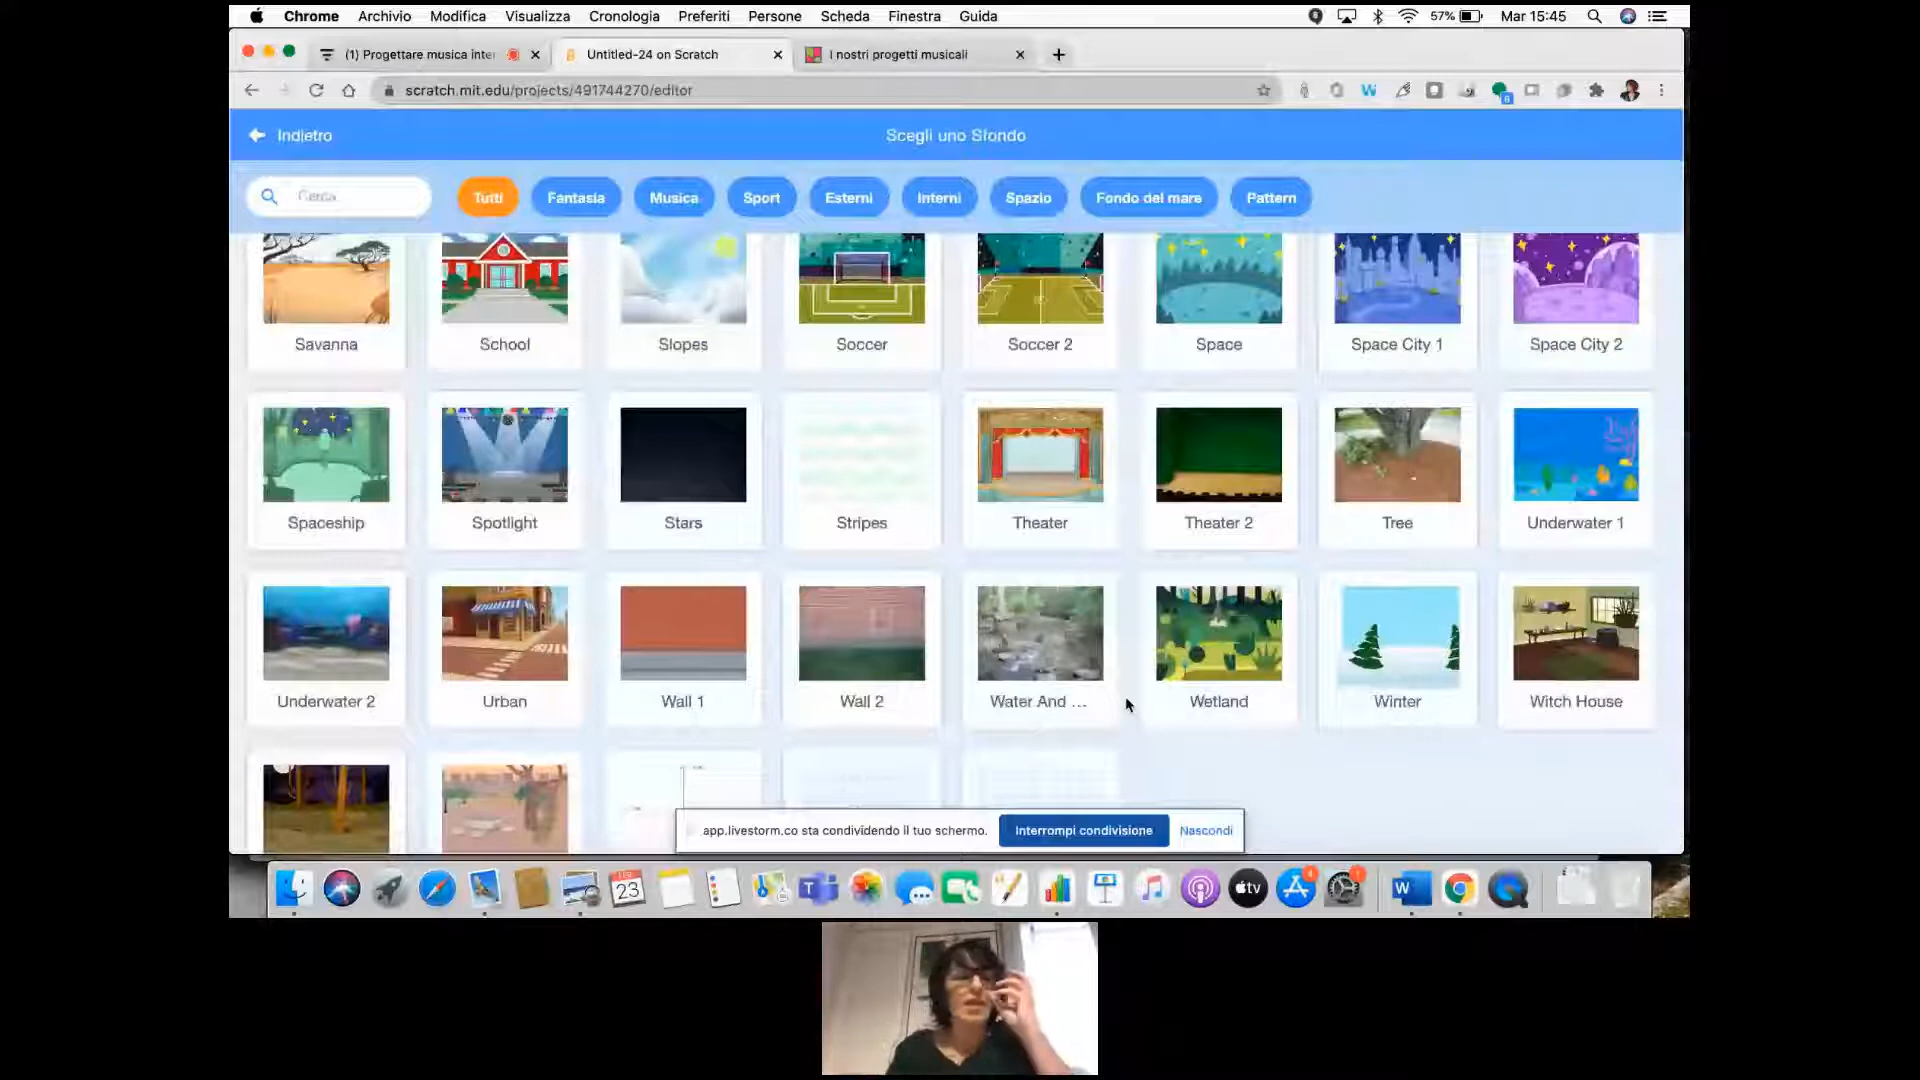 Chrome Archivio Modifica Visualizza Cronologia Preferiti Persone Scheda Finestra Guida 57% Mar 15:45
(1) Progettare musica inter Untitled-24 on Scratch I nostri progetti musicali
scratch.mit.edu/projects/491744270/editor
Indietro Scegli uno Sfondo
Cerca Tutti Fantasia Musica Sport Esterni Interni Spazio Fondo del mare Pattern
Savanna School Slopes Soccer Soccer 2 Space Space City 1 Space City 2
Spaceship Spotlight Stars Stripes Theater Theater 2 Tree Underwater 1
Underwater 2 Urban Wall 1 Wall 2 Water And ... Wetland Winter Witch House
app.livestorm.co sta condividendo il tuo schermo. Interrompi condivisione Nascondi
23 tv W